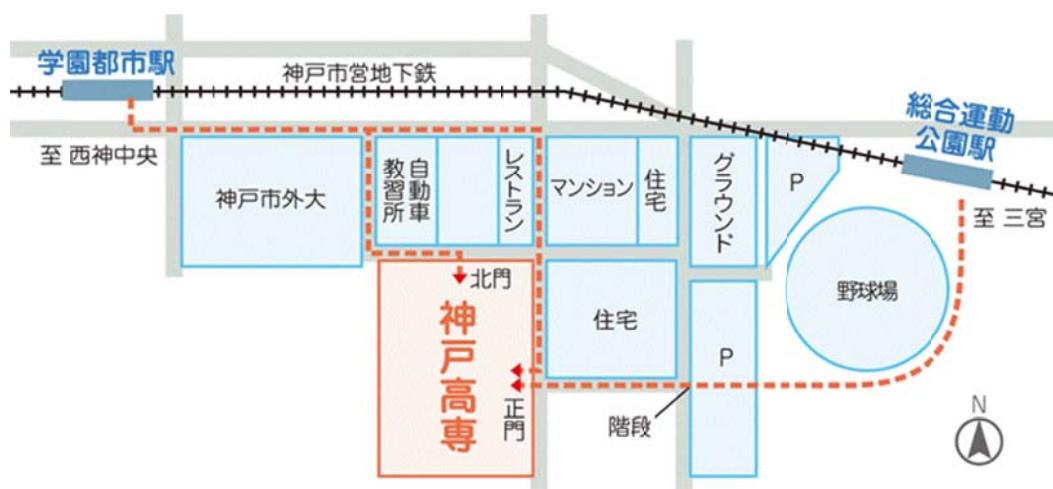 学園都市駅
神戸市営地下鉄
総合運動
公園駅
至 西神中央
至 三宮
神戸市外大
自動車
教習所
レストラン
マンション
住宅
グラウンド
P
野球場
北門
神戸高専
正門
住宅
P
階段
N